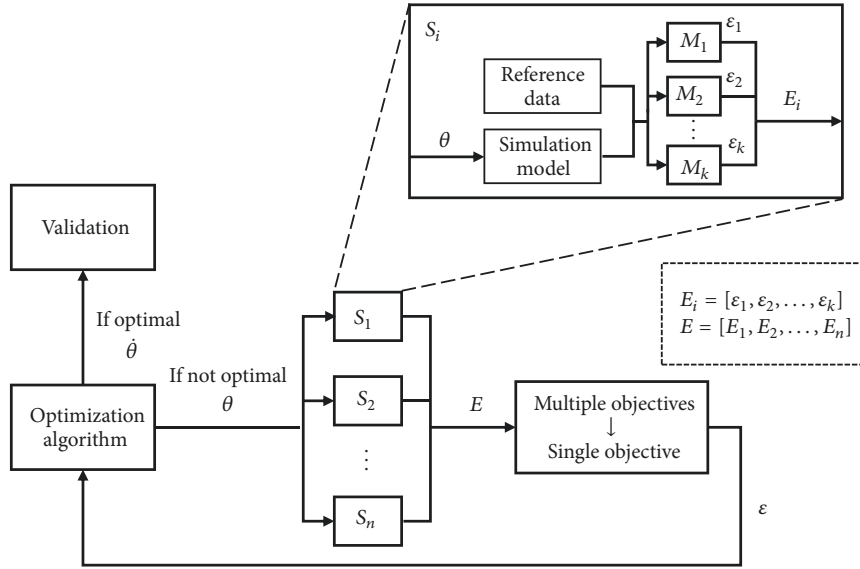 S_i
Reference
data
θ
Simulation
model
M_1
M_2
⋮
M_k
ε_1
ε_2
ε_k
E_i
Validation
If optimal
θ̇
If not optimal
θ
Optimization
algorithm
S_1
S_2
⋮
S_n
E
Multiple objectives
↓
Single objective
ε
E_i = [ε_1, ε_2, . . . , ε_k]
E = [E_1, E_2, . . . , E_n]